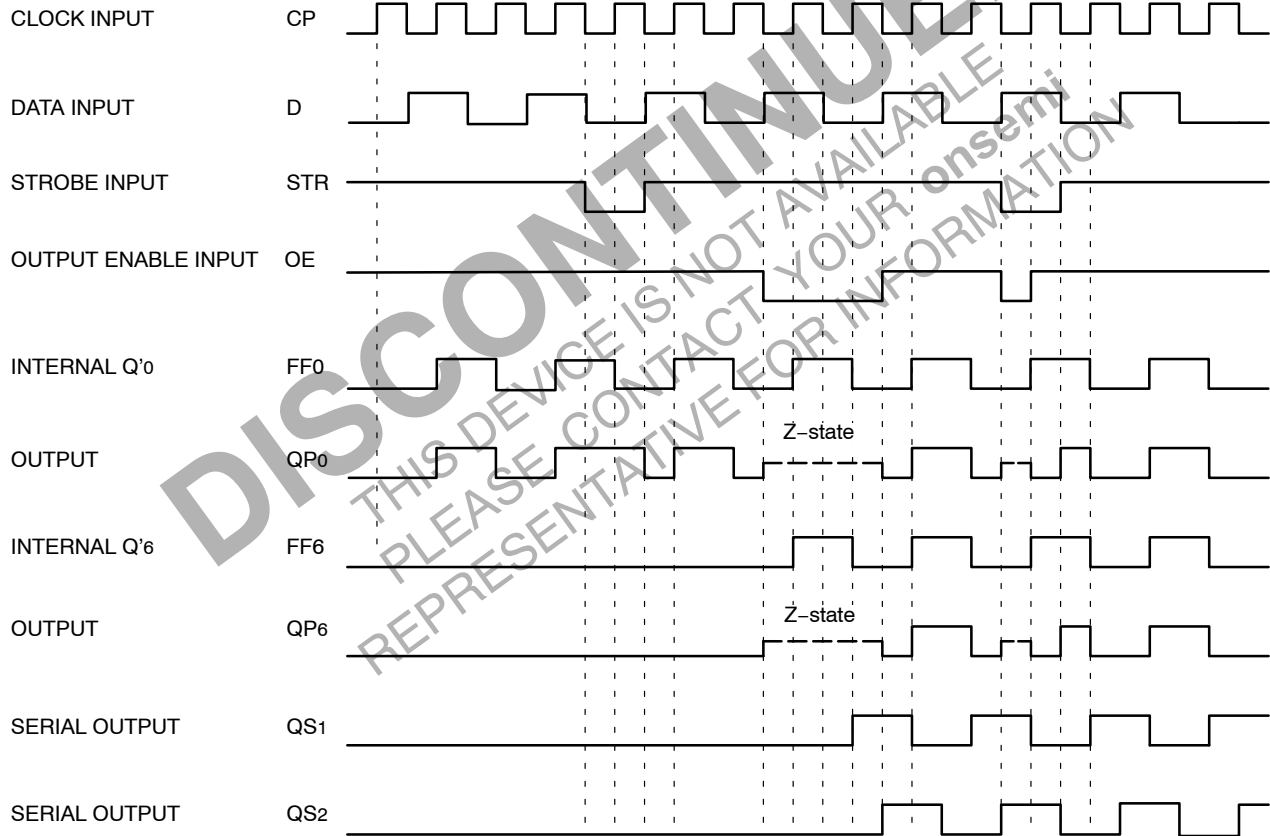 CLOCK INPUT CP
DATA INPUT D
STROBE INPUT STR
OUTPUT ENABLE INPUT OE
INTERNAL Q'0 FF0
Z−state
OUTPUT QP0
INTERNAL Q'6 FF6
Z−state
OUTPUT QP6
SERIAL OUTPUT QS1
SERIAL OUTPUT QS2
DISCONTINUE
THIS DEVICE IS NOT AVAILABLE
PLEASE CONTACT YOUR onsemi
REPRESENTATIVE FOR INFORMATION